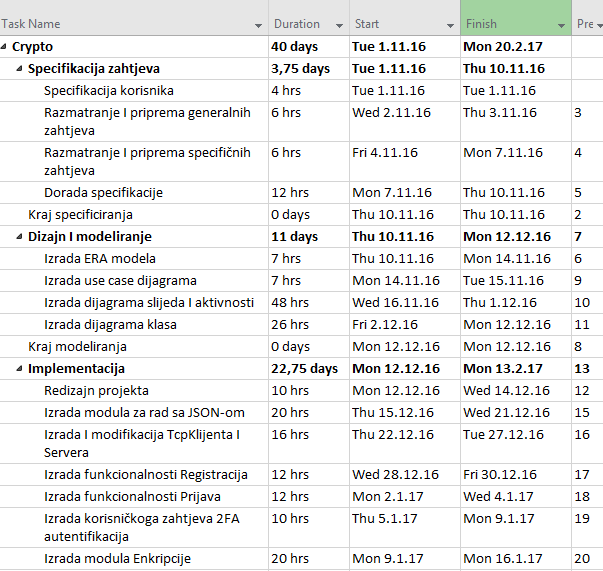 Task Name Duration Start Finish Pre
Crypto 40 days Tue 1.11.16 Mon 20.2.17
Specifikacija zahtjeva 3,75 days Tue 1.11.16 Thu 10.11.16
Specifikacija korisnika 4 hrs Tue 1.11.16 Tue 1.11.16
Razmatranje I priprema generalnih 6 hrs Wed 2.11.16 Thu 3.11.16 3
zahtjeva
Razmatranje I priprema specifičnih 6 hrs Fri 4.11.16 Mon 7.11.16 4
zahtjeva
Dorada specifikacije 12 hrs Mon 7.11.16 Thu 10.11.16 5
Kraj specificiranja 0 days Thu 10.11.16 Thu 10.11.16 2
Dizajn I modeliranje 11 days Thu 10.11.16 Mon 12.12.16 7
Izrada ERA modela 7 hrs Thu 10.11.16 Mon 14.11.16 6
Izrada use case dijagrama 7 hrs Mon 14.11.16 Tue 15.11.16 9
Izrada dijagrama slijeda I aktivnosti 48 hrs Wed 16.11.16 Thu 1.12.16 10
Izrada dijagrama klasa 26 hrs Fri 2.12.16 Mon 12.12.16 11
Kraj modeliranja 0 days Mon 12.12.16 Mon 12.12.16 8
Implementacija 22,75 days Mon 12.12.16 Mon 13.2.17 13
Redizajn projekta 10 hrs Mon 12.12.16 Wed 14.12.16 12
Izrada modula za rad sa JSON-om 20 hrs Thu 15.12.16 Wed 21.12.16 15
Izrada I modifikacija TcpKlijenta I 16 hrs Thu 22.12.16 Tue 27.12.16 16
Servera
Izrada funkcionalnosti Registracija 12 hrs Wed 28.12.16 Fri 30.12.16 17
Izrada funkcionalnosti Prijava 12 hrs Mon 2.1.17 Wed 4.1.17 18
Izrada korisničkoga zahtjeva 2FA 10 hrs Thu 5.1.17 Mon 9.1.17 19
autentifikacija
Izrada modula Enkripcije 20 hrs Mon 9.1.17 Mon 16.1.17 20